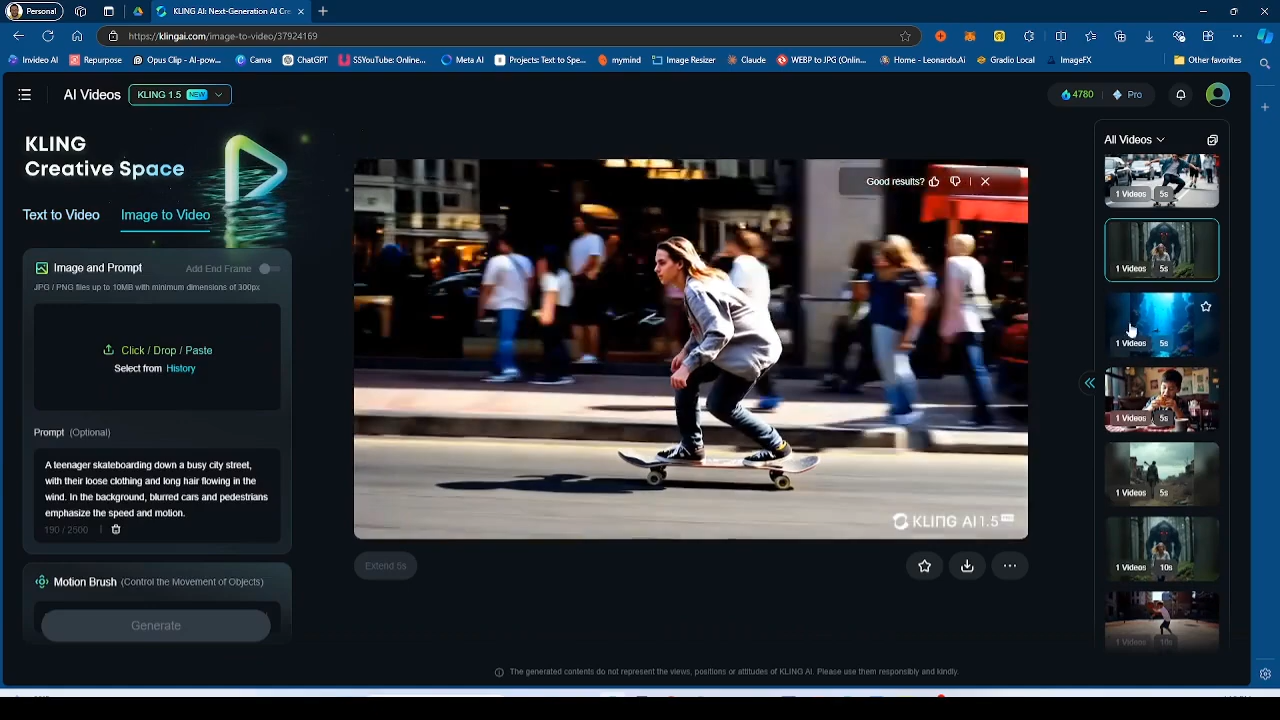 Personal
KLING AI: Next-Gen AI Cre
https://klingai.com/image-to-video/37924169
Invideo AI
Repurpose
Opus Clip - AI-pow...
Canva
ChatGPT
SSYouTube: Online...
Meta AI
Projects: Text to Spe...
mymind
Image Resizer
Claude
WEBP to JPG (Onlin...
Home - Leonardo.Ai
Gradio Local
ImageFX
Other favorites
AI Videos
KLING 1.5 NEW
4780 | Pro
KLING
Creative Space
Text to Video
Image to Video
Image and Prompt
Add End Frame
JPG / PNG files up to 10MB with minimum dimensions of 300px
Click / Drop / Paste
Select from History
Prompt (Optional)
A teenager skateboarding down a busy city street,
with their loose clothing and long hair flowing in the
wind. In the background, blurred cars and pedestrians
emphasize the speed and motion.
190 / 2500
Motion Brush (Control the Movement of Objects)
Generate
Good results?
KLING AI 1.5 PRO
Extend 5s
All Videos
1 Videos 5s
1 Videos 5s
1 Videos 5s
1 Videos 5s
1 Videos 5s
1 Videos 10s
1 Videos 10s
The generated contents do not represent the views, positions or attitudes of KLING AI. Please use them responsibly and kindly.